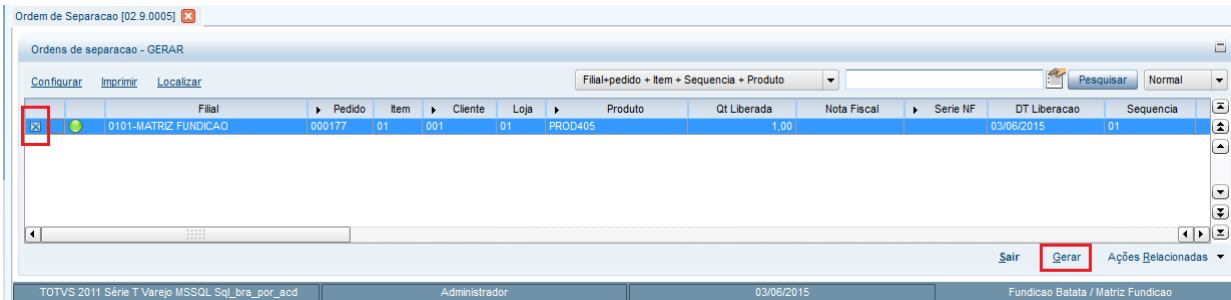 Ordem de Separacao [02.9.0005]
Ordens de separacao - GERAR
Configurar Imprimir Localizar Filial+pedido + Item + Sequencia + Produto Pesquisar Normal
Filial Pedido Item Cliente Loja Produto Qt Liberada Nota Fiscal Serie NF DT Liberacao Sequencia
0101-MATRIZ FUNDICAO 000177 01 001 01 PROD405 1,00 03/06/2015 01
Sair Gerar Ações Relacionadas
TOTVS 2011 Série T Varejo MSSQL Sql_bra_por_acd Administrador 03/06/2015 Fundicao Batata / Matriz Fundicao